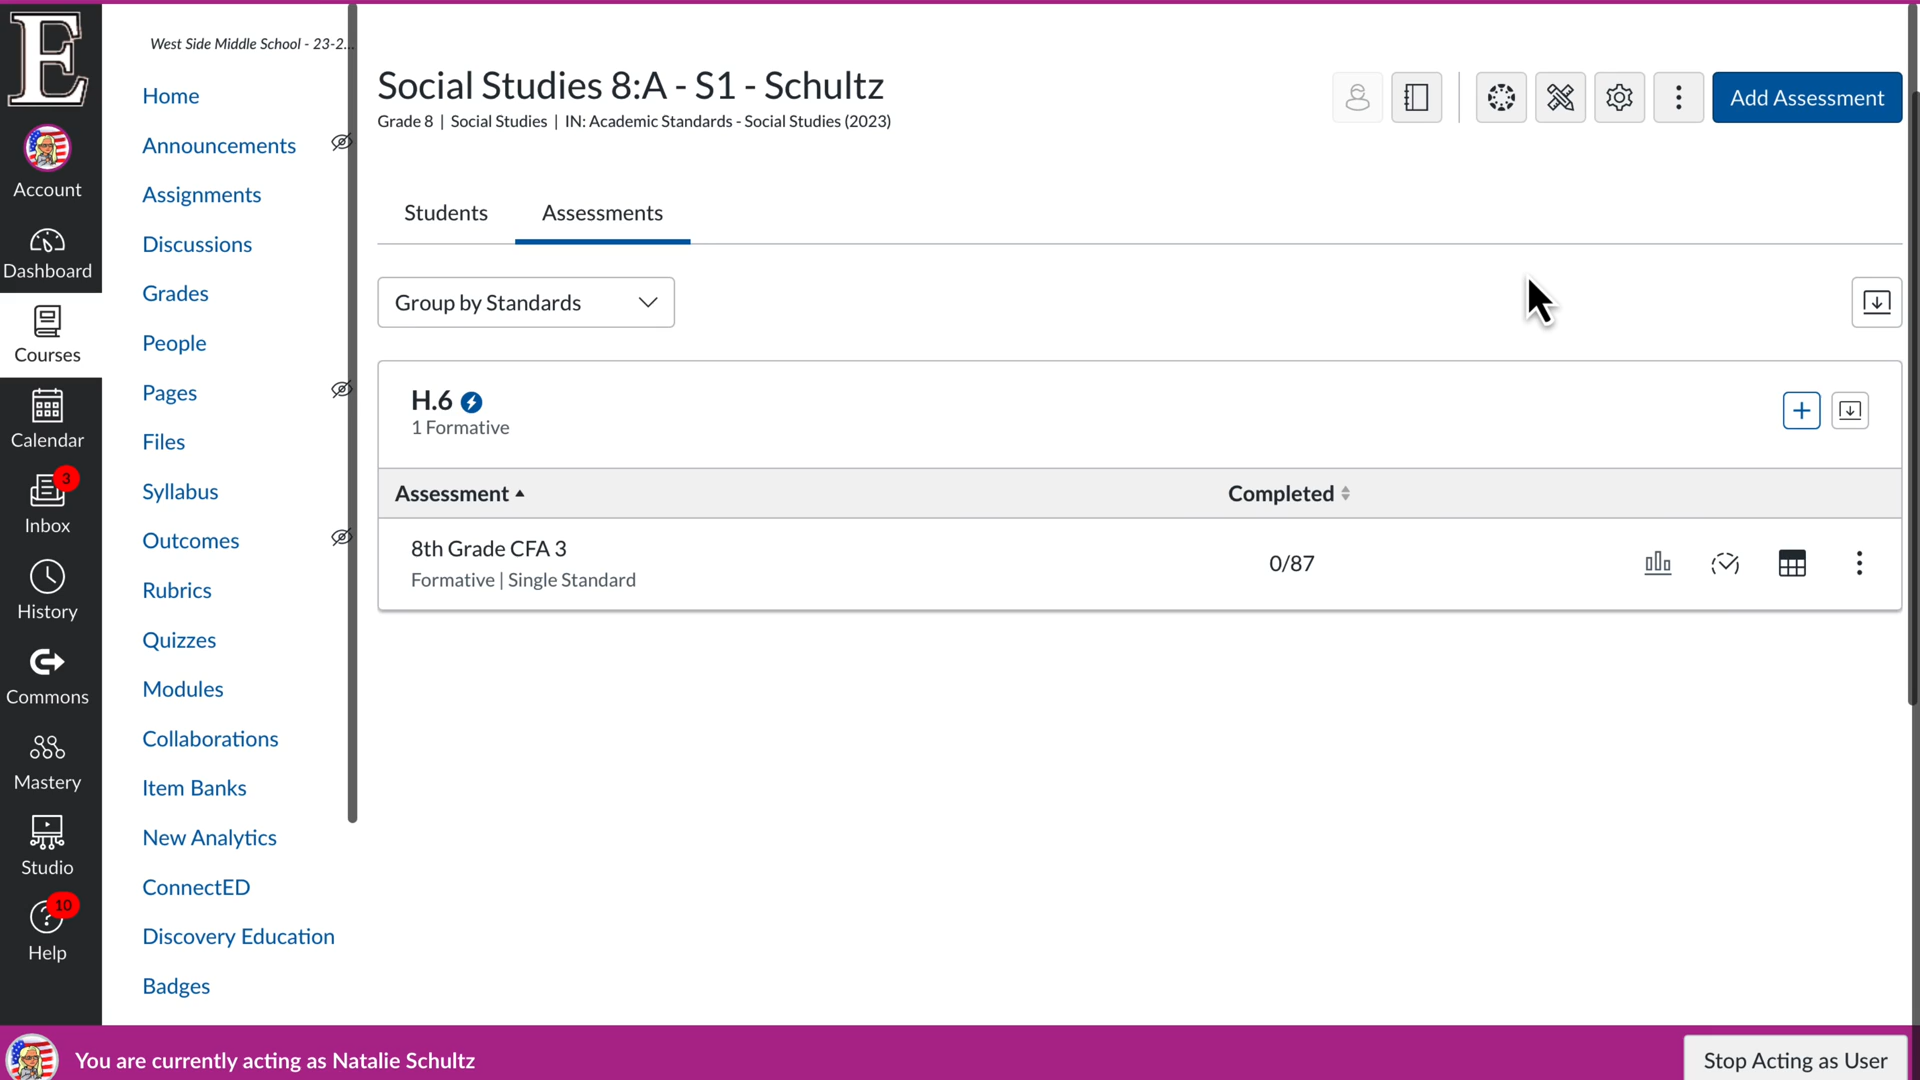 E
Account
Dashboard
Courses
Calendar
3
Inbox
History
Commons
Mastery
Studio
10
Help
West Side Middle School - 23-2...
Home
Announcements
Assignments
Discussions
Grades
People
Pages
Files
Syllabus
Outcomes
Rubrics
Quizzes
Modules
Collaborations
Item Banks
New Analytics
ConnectED
Discovery Education
Badges
Social Studies 8:A - S1 - Schultz
Grade 8 | Social Studies | IN: Academic Standards - Social Studies (2023)
Add Assessment
Students Assessments
Group by Standards
H.6
1 Formative
Assessment Completed
8th Grade CFA 3
Formative | Single Standard
0/87
You are currently acting as Natalie Schultz
Stop Acting as User